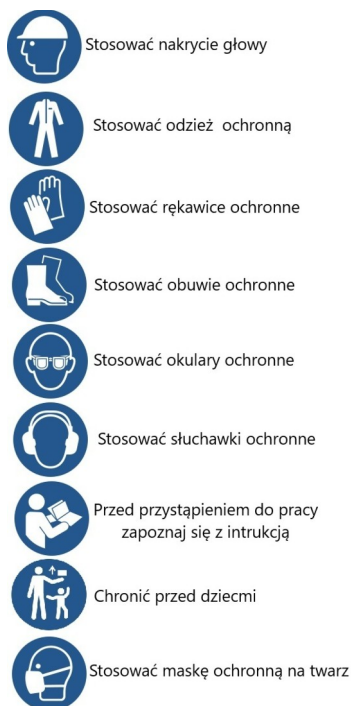 Stosować nakrycie głowy
Stosować odzież ochronną
Stosować rękawice ochronne
Stosować obuwie ochronne
Stosować okulary ochronne
Stosować słuchawki ochronne
Przed przystąpieniem do pracy
zapoznaj się z intrukcją
Chronić przed dziecmi
Stosować maskę ochronną na twarz